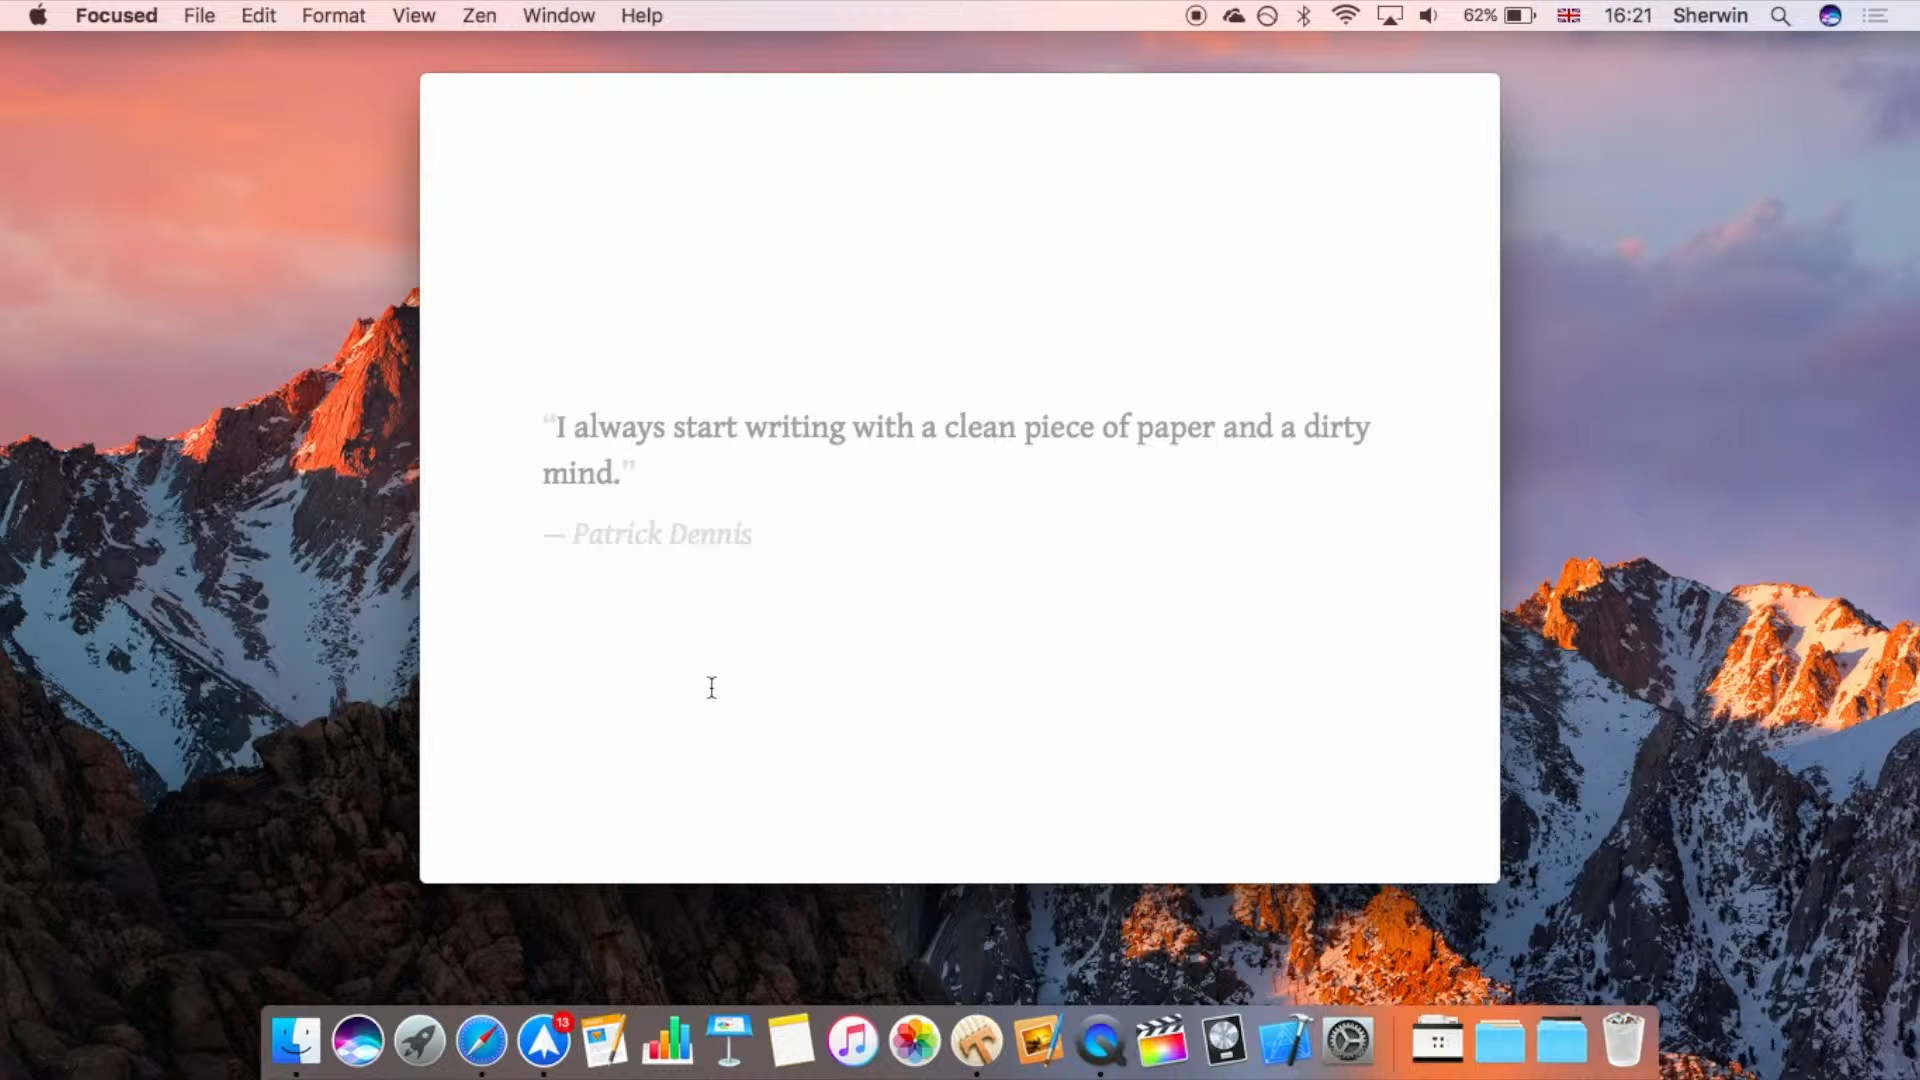 Focused File Edit Format View Zen Window Help 62% 16:21 Sherwin
“I always start writing with a clean piece of paper and a dirty
mind.”
— Patrick Dennis
13